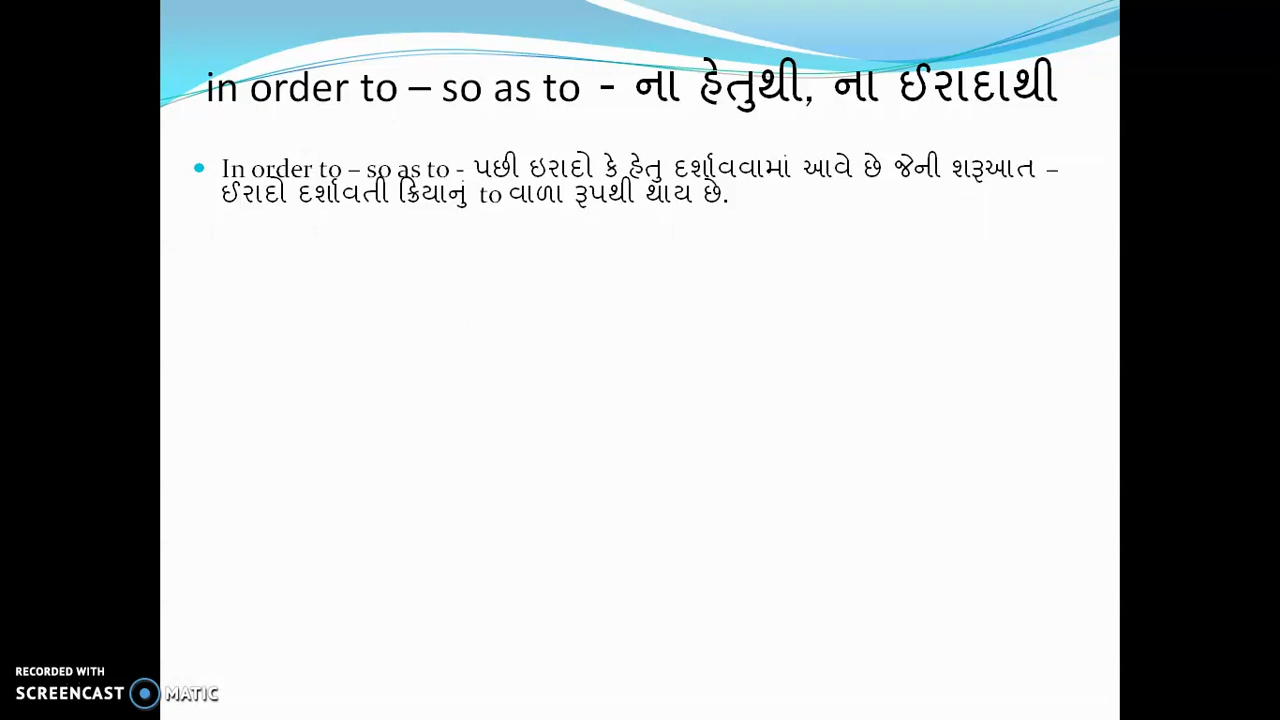 in order to – so as to - ના હેતુથી, ના ઈરાદાથી
In order to – so as to - પછી ઇરાદો કે હેતુ દર્શાવવામાં આવે છે જેની શરૂઆત –
ઈરાદો દર્શાવતી ક્રિયાનું to વાળા રૂપથી થાય છે.
RECORDED WITH
SCREENCAST MATIC